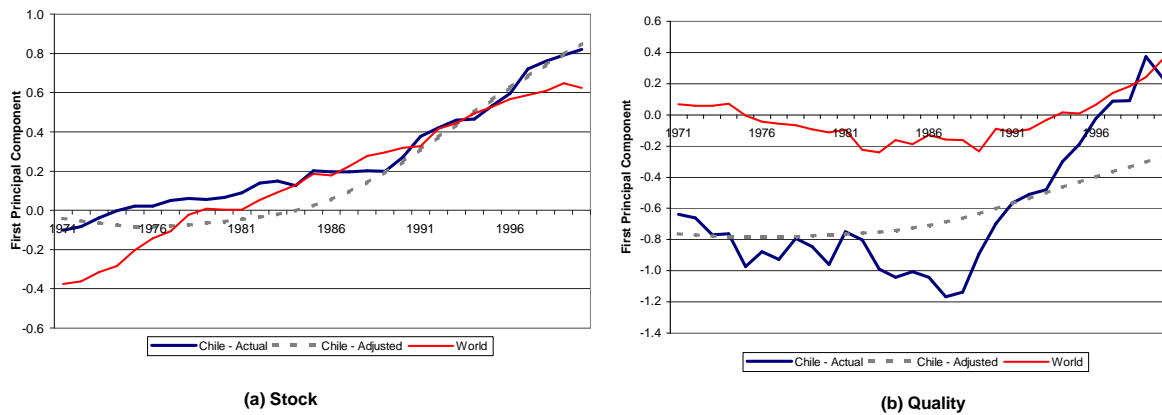 First Principal Component
1.0
0.8
0.6
0.4
0.2
0.0
-0.2
-0.4
-0.6
1971 1976 1981 1986 1991 1996
Chile - Actual Chile - Adjusted World
(a) Stock
First Principal Component
0.6
0.4
0.2
0.0
-0.2
-0.4
-0.6
-0.8
-1.0
-1.2
-1.4
1971 1976 1981 1986 1991 1996
Chile - Actual Chile - Adjusted World
(b) Quality